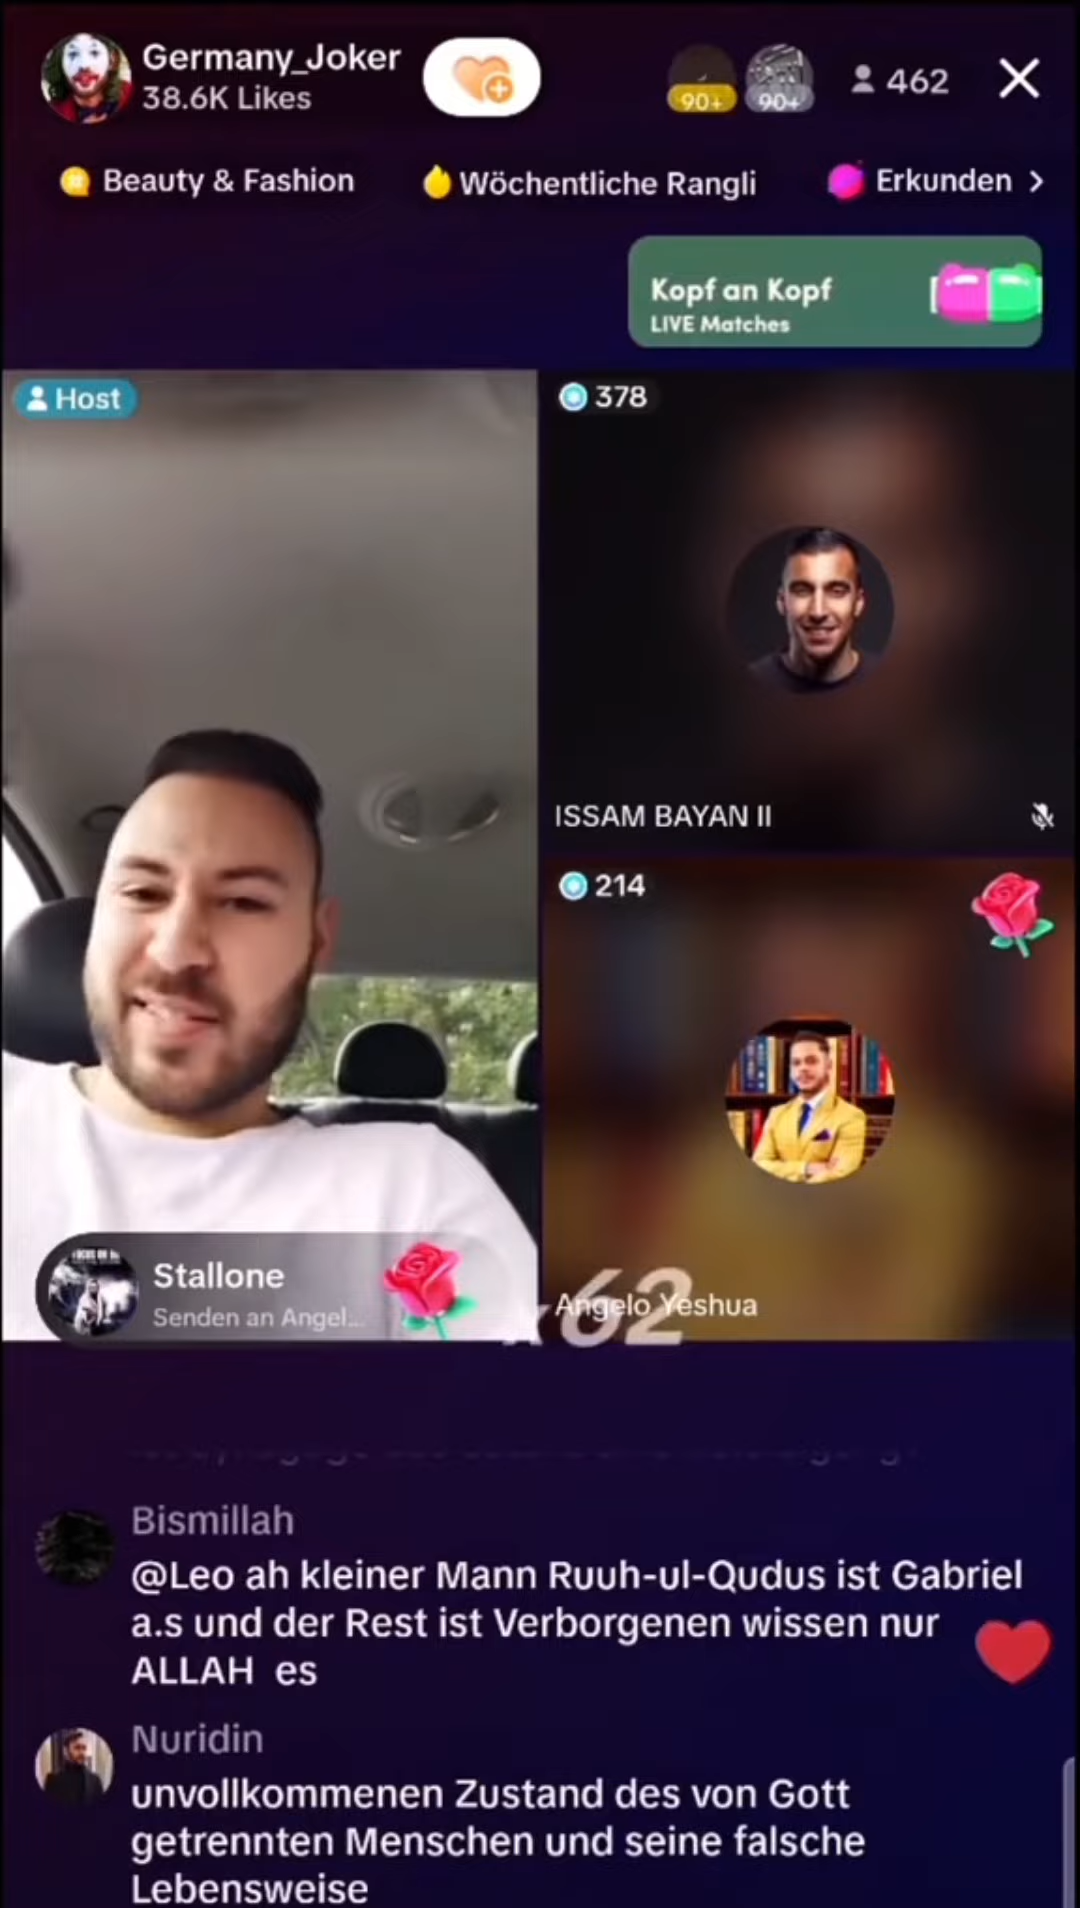 Germany_Joker
38.6K Likes
90+
90+
462
Beauty & Fashion
Wöchentliche Rangli
Erkunden
Kopf an Kopf
LIVE Matches
Host
378
ISSAM BAYAN II
214
Stallone
Senden an Angel...
x62
Angelo Yeshua
Bismillah
@Leo ah kleiner Mann Ruuh-ul-Qudus ist Gabriel
a.s und der Rest ist Verborgenen wissen nur
ALLAH es
Nuridin
unvollkommenen Zustand des von Gott
getrennten Menschen und seine falsche
Lebensweise